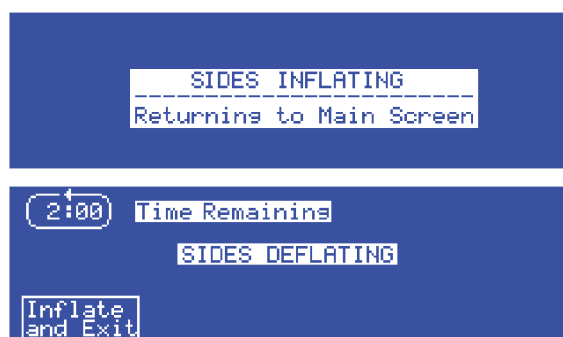 SIDES INFLATING
Returning to Main Screen
2:00 Time Remaining
SIDES DEFLATING
Inflate
and Exit